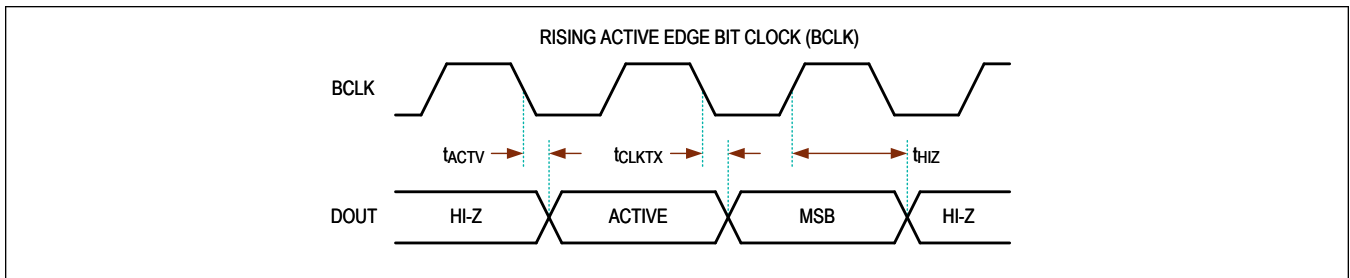 RISING ACTIVE EDGE BIT CLOCK (BCLK)
BCLK
tACTV
tCLKTX
tHIZ
DOUT
HI-Z
ACTIVE
MSB
HI-Z